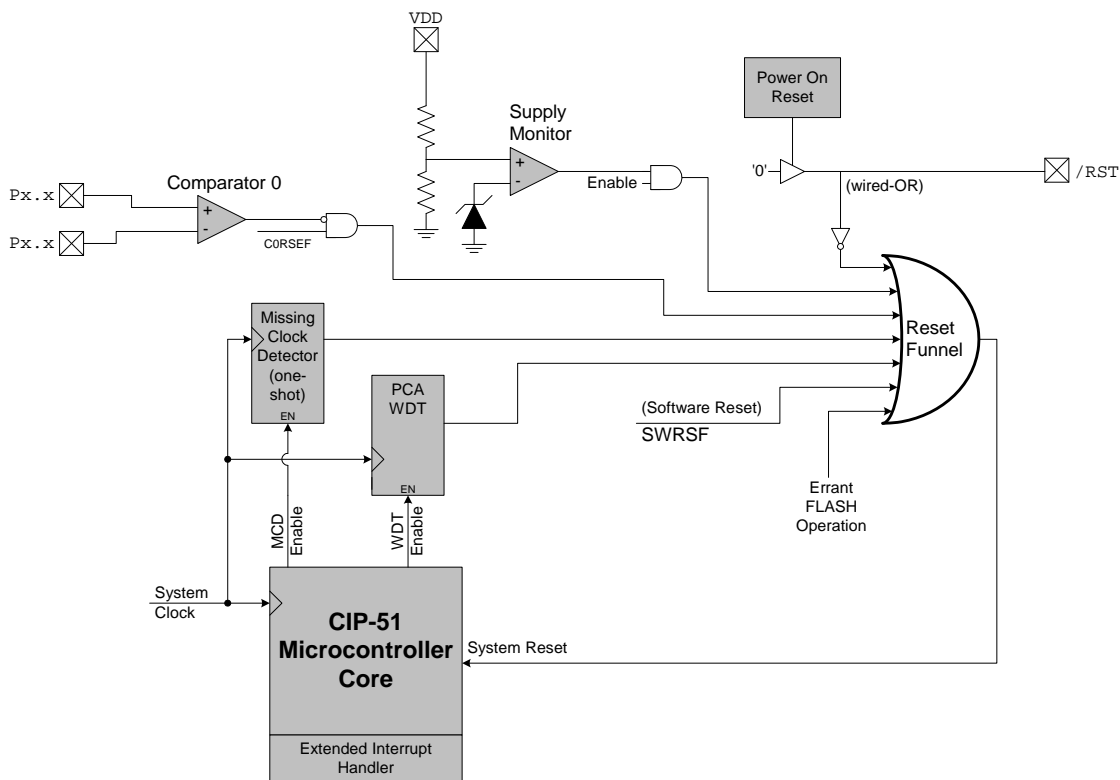 VDD
Power On
Reset
Supply
Monitor
+
-
Enable
'0'
/RST
(wired-OR)
Px.x
Comparator 0
+
-
Px.x
C0RSEF
Missing
Clock
Detector
(one-
shot)
EN
Reset
Funnel
PCA
WDT
EN
(Software Reset)
SWRSF
Errant
FLASH
Operation
MCD
Enable
WDT
Enable
System
Clock
CIP-51
Microcontroller
Core
System Reset
Extended Interrupt
Handler